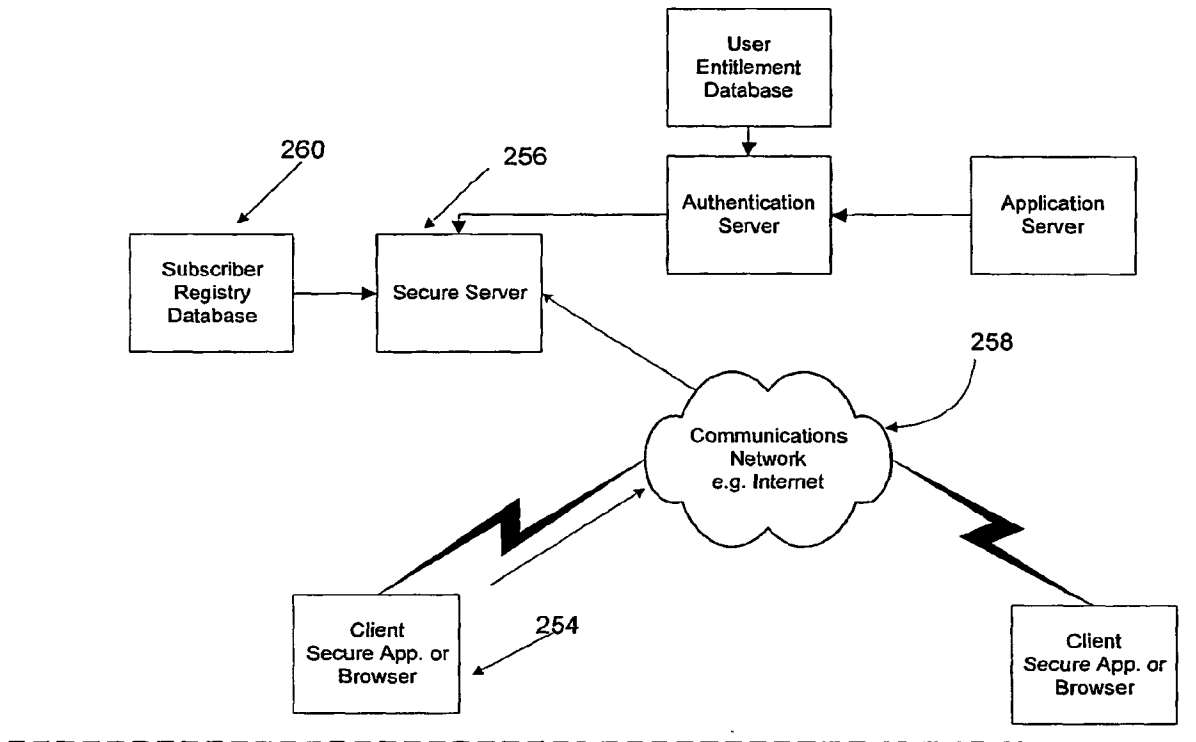 User
Entitlement
Database
260
256
Authentication
Server
Application
Server
Subscriber
Registry
Database
Secure Server
258
Communications
Network
e.g. Internet
Client
Secure App. or
Browser
254
Client
Secure App. or
Browser